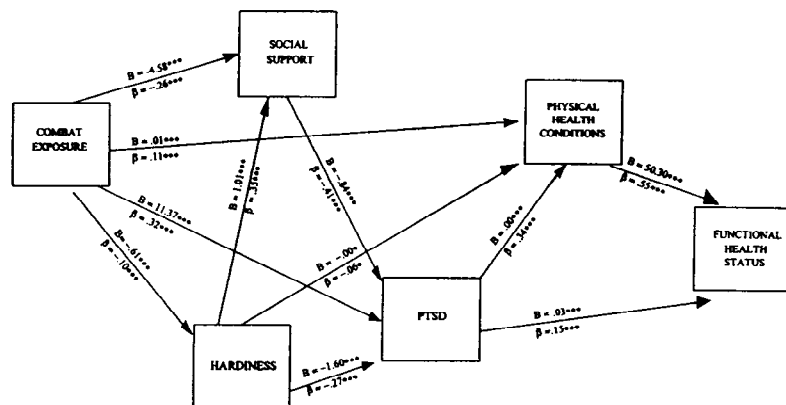 SOCIAL
SUPPORT
B = -4.58***
β = -.26***
COMBAT
EXPOSURE
PHYSICAL
HEALTH
CONDITIONS
B = .01***
β = .11***
B = 1.01***
β = .35***
B = -.84***
β = -.41***
B = 50.30***
β = .55***
B = 11.37***
β = .32***
B = .00***
β = .34***
FUNCTIONAL
HEALTH
STATUS
B = -.61***
β = -.10***
B = -.00*
β = -.06*
PTSD
B = .03***
β = .15***
HARDINESS
B = -1.60***
β = -.27***